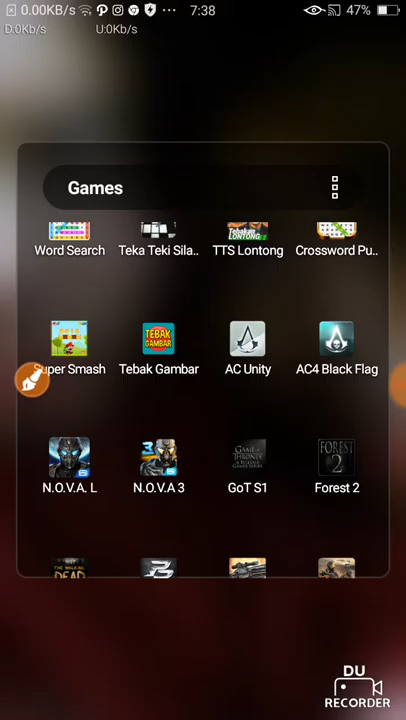 0.00KB/s ... 7:38 47%
D:0Kb/s U:0Kb/s
Games
Word Search Teka Teki Sila.. TTS Lontong Crossword Pu..
Super Smash Tebak Gambar AC Unity AC4 Black Flag
N.O.V.A. L N.O.V.A 3 GoT S1 Forest 2
DU
RECORDER